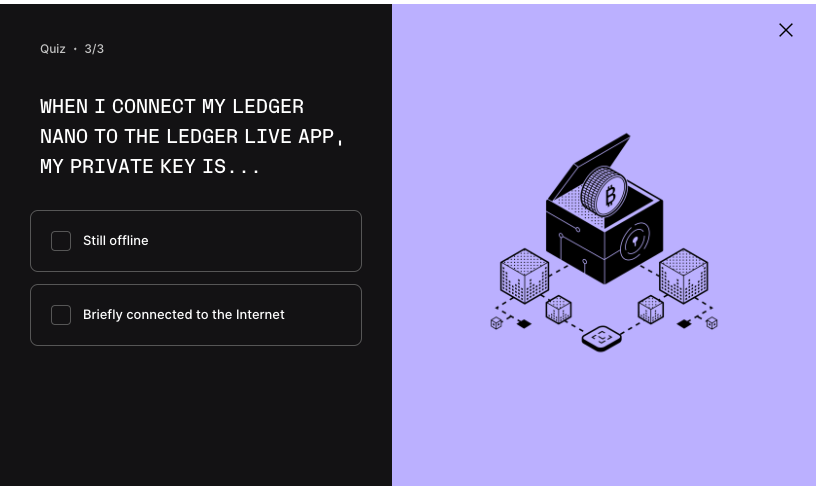 Quiz • 3/3
WHEN I CONNECT MY LEDGER
NANO TO THE LEDGER LIVE APP,
MY PRIVATE KEY IS...
Still offline
Briefly connected to the Internet